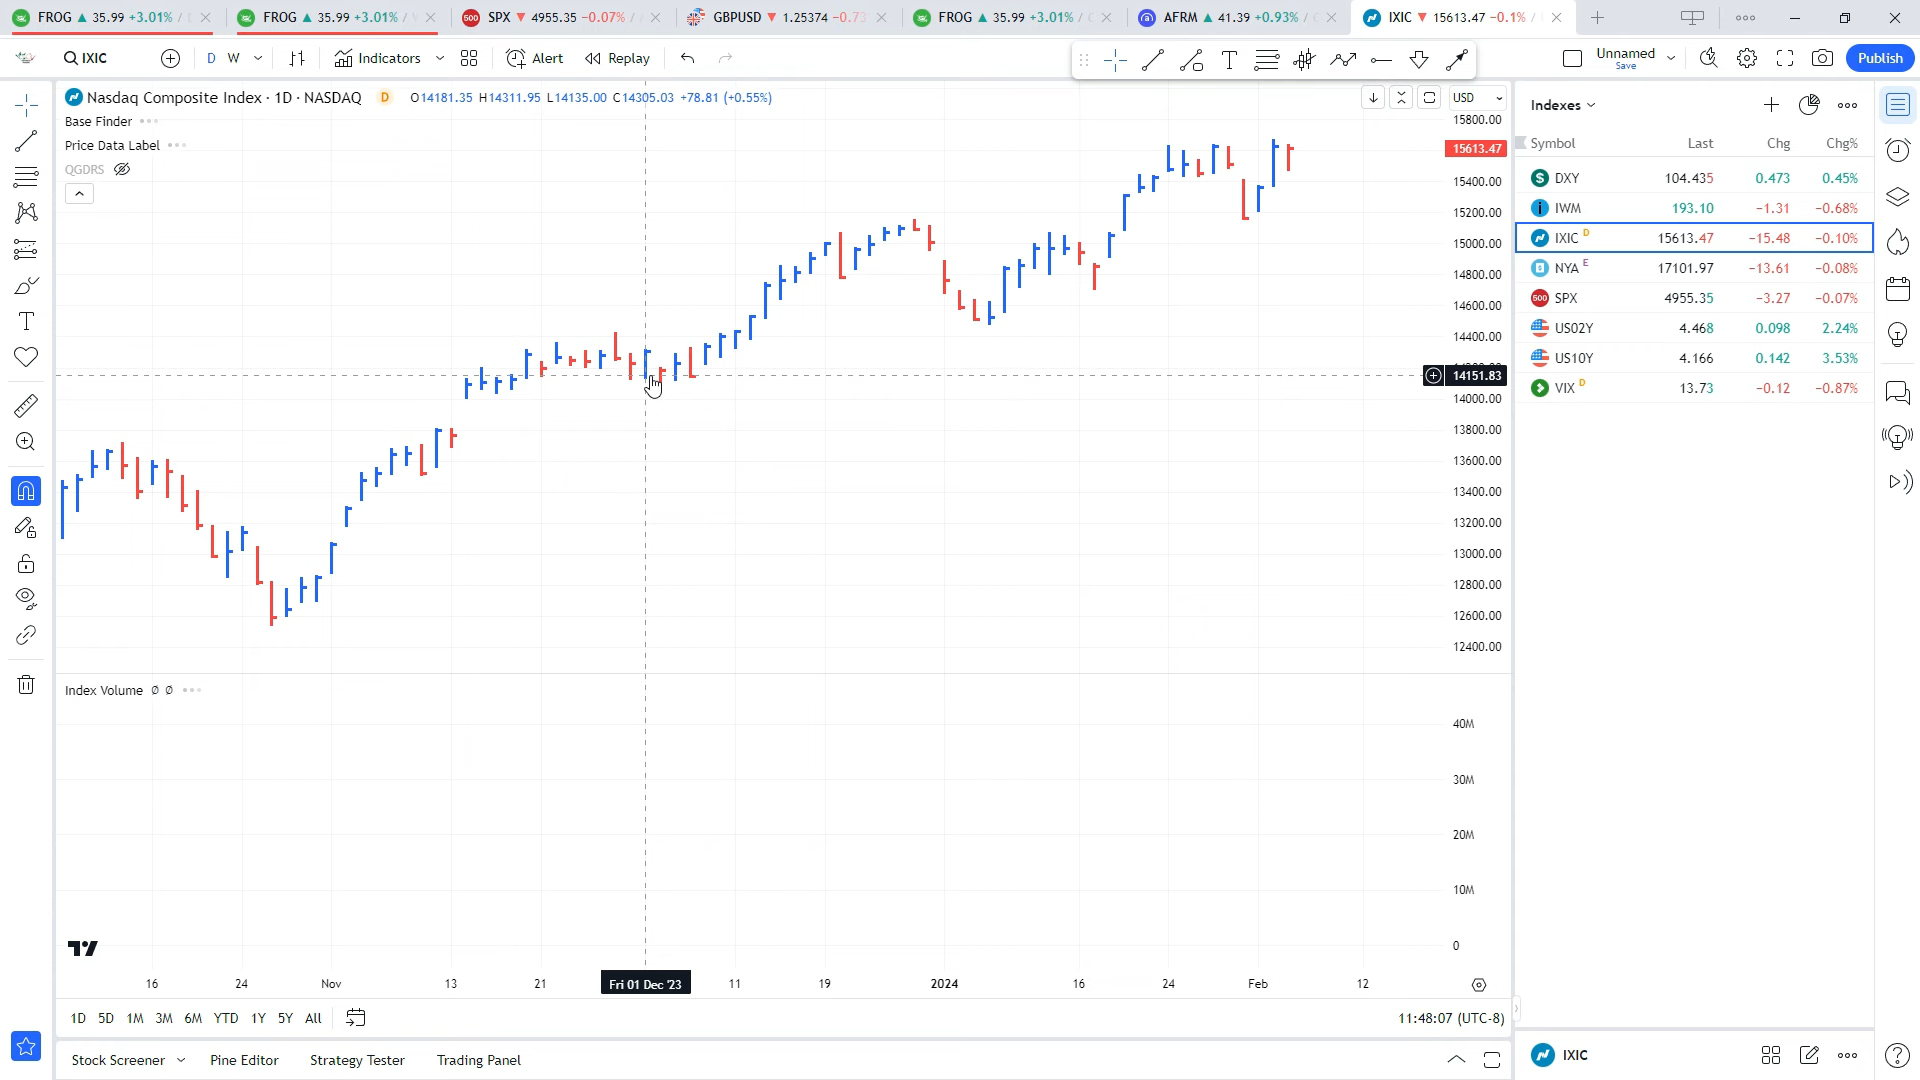 FROG ▲ 35.99 +3.01% /
FROG ▲ 35.99 +3.01% /
SPX ▼ 4955.35 −0.07% /
GBPUSD ▼ 1.25374 −0.73
FROG ▲ 35.99 +3.01% /
AFRM ▲ 41.39 +0.93% /
IXIC ▼ 15613.47 −0.1% /
IXIC
D W
Indicators
Alert
Replay
Unnamed
Save
Publish
Nasdaq Composite Index · 1D · NASDAQ D O14181.35 H14311.95 L14135.00 C14305.03 +78.81 (+0.55%)
USD
Base Finder
Price Data Label
QGDRS
15800.00
15613.47
15400.00
15200.00
15000.00
14800.00
14600.00
14400.00
14151.83
14000.00
13800.00
13600.00
13400.00
13200.00
13000.00
12800.00
12600.00
12400.00
Index Volume Ø Ø
40M
30M
20M
10M
0
16 24 Nov 13 21 Fri 01 Dec '23 11 19 2024 16 24 Feb 12
1D 5D 1M 3M 6M YTD 1Y 5Y All
11:48:07 (UTC-8)
Stock Screener Pine Editor Strategy Tester Trading Panel
Indexes
Symbol Last Chg Chg%
DXY 104.435 0.473 0.45%
IWM 193.10 −1.31 −0.68%
IXIC D 15613.47 −15.48 −0.10%
NYA E 17101.97 −13.61 −0.08%
500 SPX 4955.35 −3.27 −0.07%
US02Y 4.468 0.098 2.24%
US10Y 4.166 0.142 3.53%
VIX D 13.73 −0.12 −0.87%
IXIC